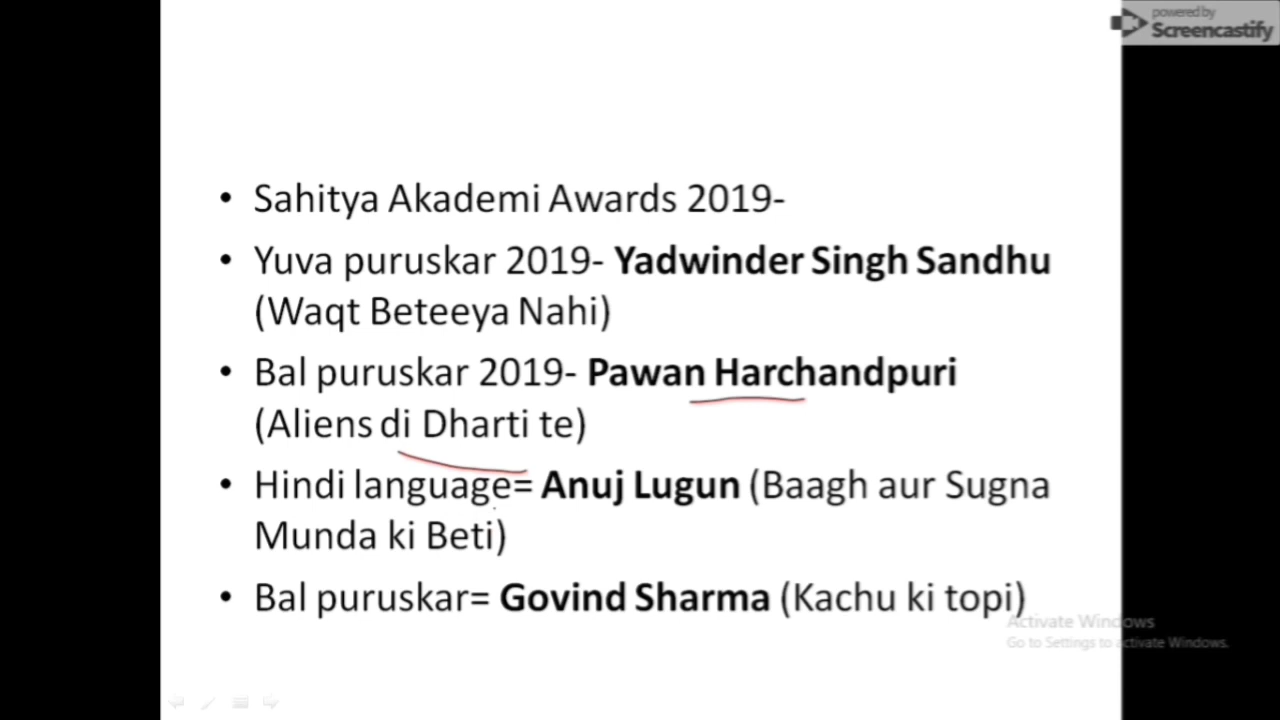 powered by
Screencastify
• Sahitya Akademi Awards 2019-
• Yuva puruskar 2019- Yadwinder Singh Sandhu
(Waqt Beteeya Nahi)
• Bal puruskar 2019- Pawan Harchandpuri
(Aliens di Dharti te)
• Hindi language= Anuj Lugun (Baagh aur Sugna
Munda ki Beti)
• Bal puruskar= Govind Sharma (Kachu ki topi)
Activate Windows
Go to Settings to activate Windows.